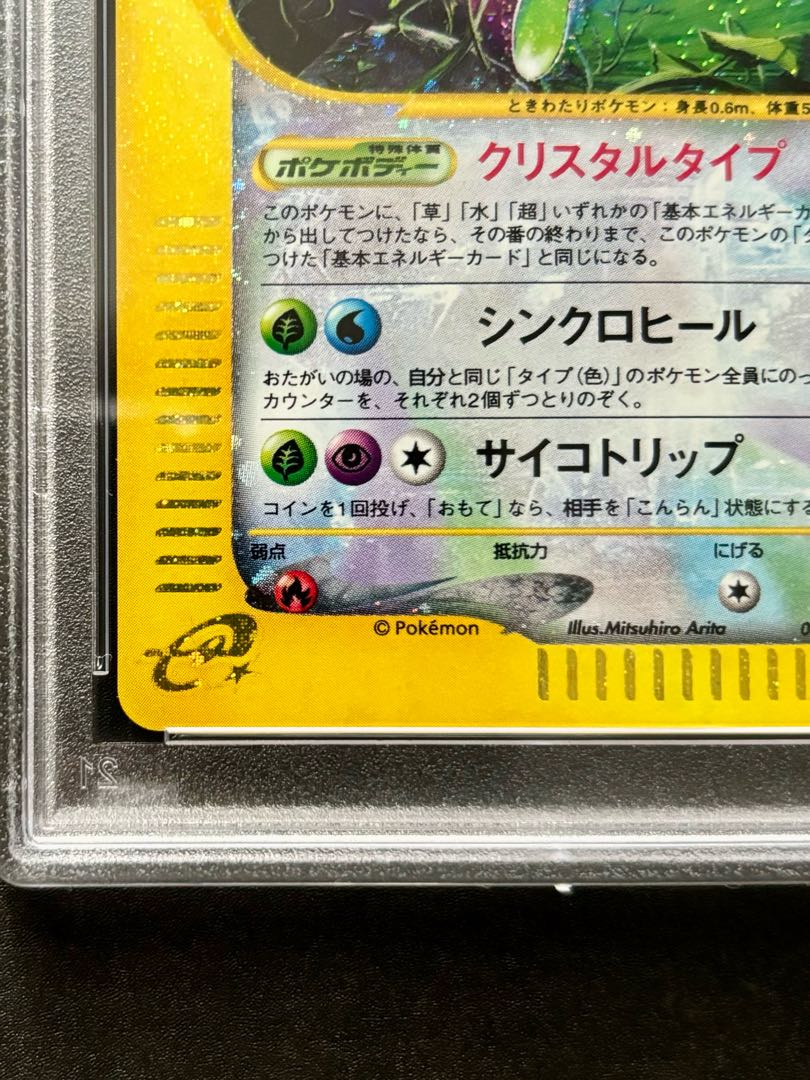 ときわたりポケモン：身長0.6m、体重5
特殊体質
ポケボディー クリスタルタイプ
このポケモンに、「草」「水」「超」いずれかの「基本エネルギーカ
から出してつけたなら、その番の終わりまで、このポケモンの「タ
つけた「基本エネルギーカード」と同じになる。
シンクロヒール
おたがいの場の、自分と同じ「タイプ(色)」のポケモン全員にのっ
カウンターを、それぞれ2個ずつとりのぞく。
サイコトリップ
コインを1回投げ、「おもて」なら、相手を「こんらん」状態にする
弱点 抵抗力 にげる
© Pokémon Illus.Mitsuhiro Arita 0
e
21